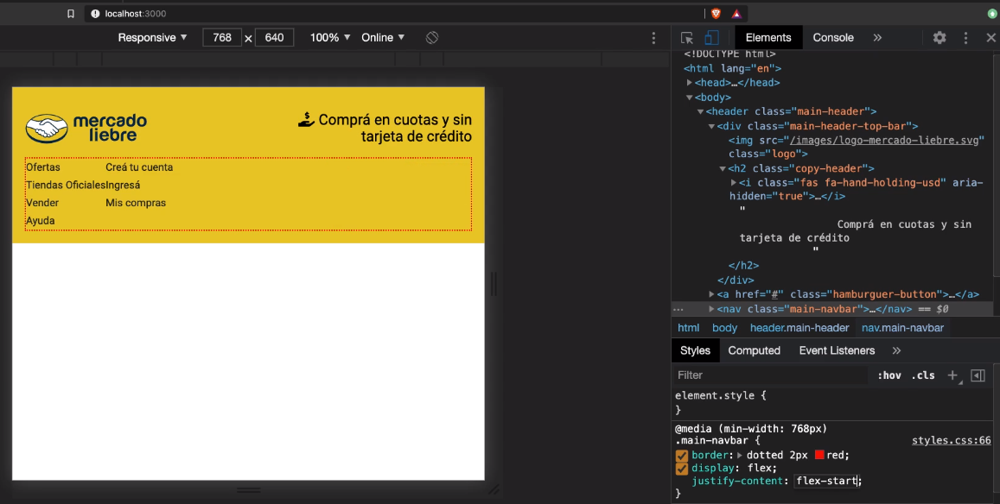 localhost:3000
Responsive ▼ 768 x 640 100% ▼ Online ▼
mercado
liebre
Comprá en cuotas y sin
tarjeta de crédito
Ofertas Creá tu cuenta
Tiendas Oficiales Ingresá
Vender Mis compras
Ayuda
Elements Console »
<!DOCTYPE html>
<html lang="en">
▶<head>…</head>
▼<body>
▼<header class="main-header">
▼<div class="main-header-top-bar">
<img src="/images/logo-mercado-liebre.svg"
class="logo">
▼<h2 class="copy-header">
▶<i class="fas fa-hand-holding-usd" aria-
hidden="true">…</i>
"
Comprá en cuotas y sin
tarjeta de crédito
"
</h2>
</div>
▶<a href="#" class="hamburguer-button">…</a>
… ▶<nav class="main-navbar">…</nav> == $0
html body header.main-header nav.main-navbar
Styles Computed Event Listeners »
Filter :hov .cls +
element.style {
}
@media (min-width: 768px)
.main-navbar { styles.css:66
border: ▶ dotted 2px red;
display: flex;
justify-content: flex-start;
}